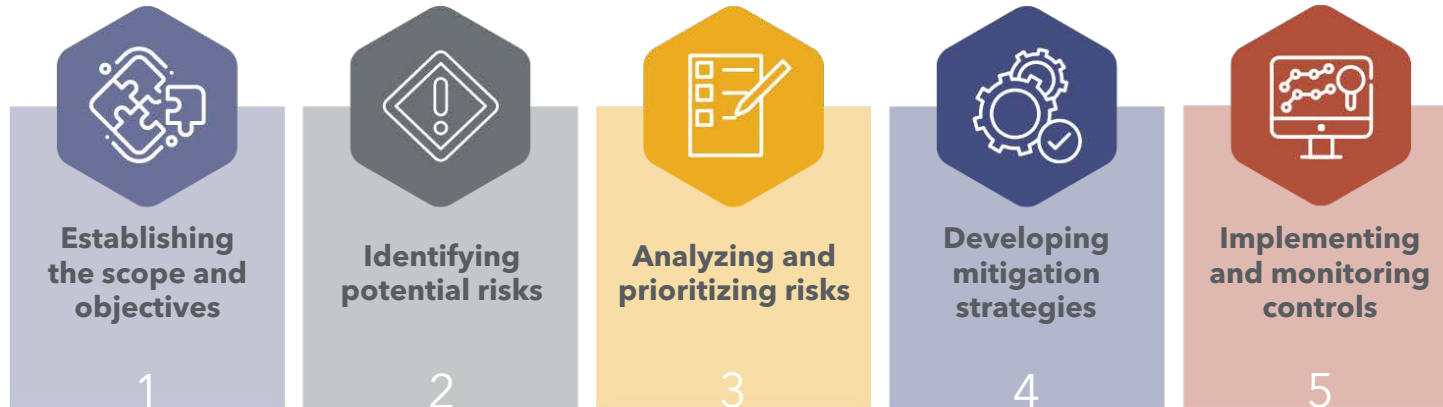 Establishing
the scope and
objectives
1
Identifying
potential risks
2
Analyzing and
prioritizing risks
3
Developing
mitigation
strategies
4
Implementing
and monitoring
controls
5